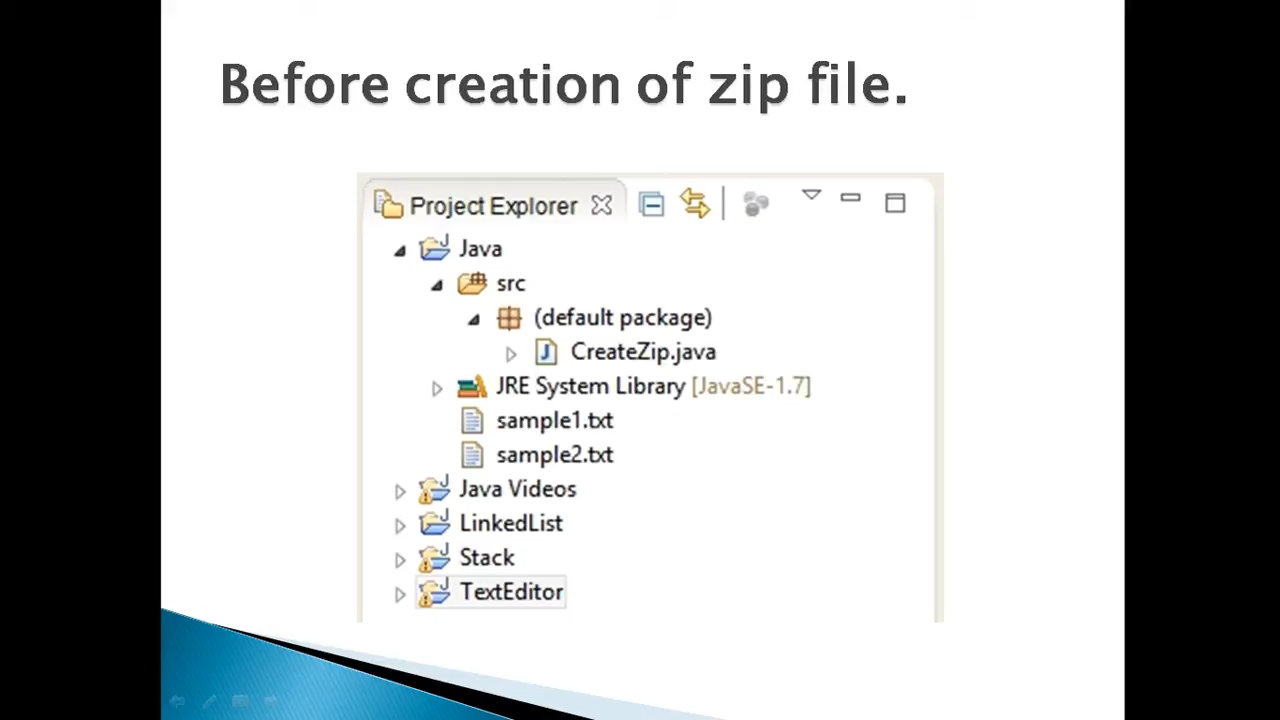 Before creation of zip file.
Project Explorer
Java
src
(default package)
CreateZip.java
JRE System Library [JavaSE-1.7]
sample1.txt
sample2.txt
Java Videos
LinkedList
Stack
TextEditor